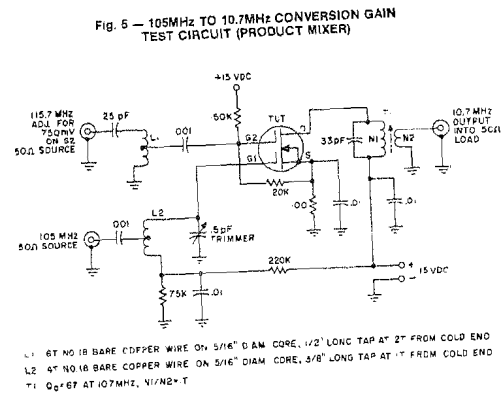 Fig. 5 — 105MHz TO 10.7MHz CONVERSION GAIN
TEST CIRCUIT (PRODUCT MIXER)
+15 VDC
115.7 MHZ
ADJ. FOR
750mV
ON G2
50Ω SOURCE
25 pF
L1
.001
50K
TUT
G2
G1
D
S
33pF
N1
N2
10.7 MHZ
OUTPUT
INTO 50Ω
LOAD
20K
.01
.01
L2
.001
105 MHZ
50Ω SOURCE
.5pF
TRIMMER
220K
75K
.01
+
15 VDC
–
L1 6T NO.18 BARE COPPER WIRE ON 5/16" DIAM CORE, 1/2" LONG TAP AT 2T FROM COLD END
L2 4T NO.18 BARE COPPER WIRE ON 5/16" DIAM CORE, 3/8" LONG TAP AT 1T FROM COLD END
T1 67 AT 10.7MHZ, N1/N2